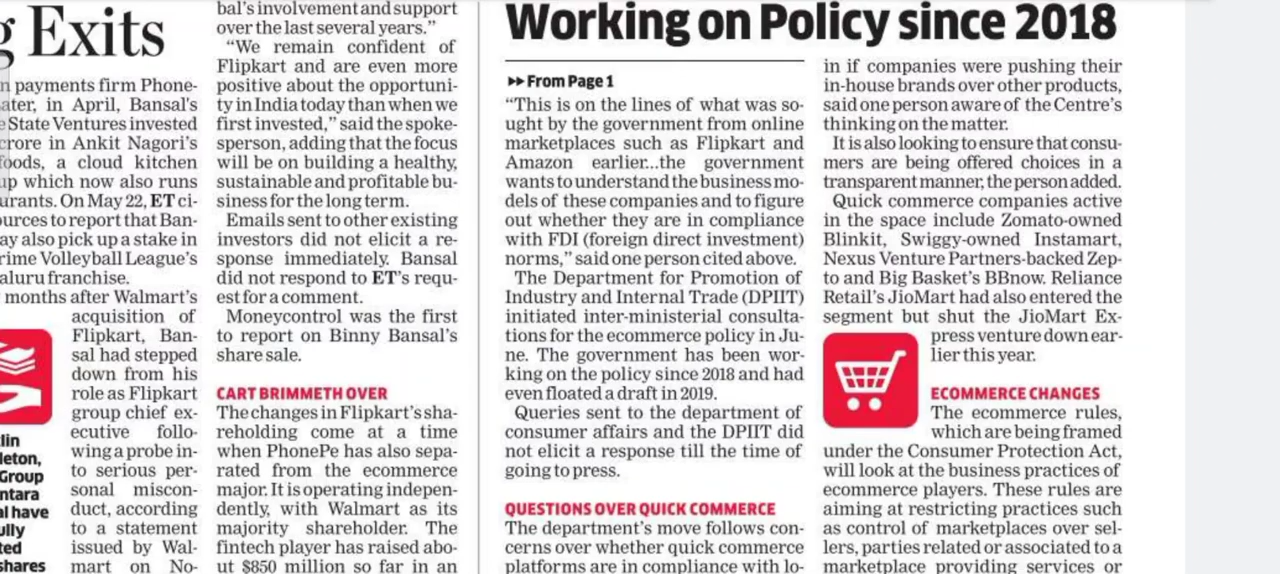 g Exits
n payments firm Phone-
ater, in April, Bansal's
e State Ventures invested
crore in Ankit Nagori's
foods, a cloud kitchen
up which now also runs
urants. On May 22, ET ci-
ources to report that Ban-
ay also pick up a stake in
rime Volleyball League's
aluru franchise.
months after Walmart's
acquisition of
Flipkart, Ban-
sal had stepped
down from his
role as Flipkart
group chief ex-
ecutive follo-
wing a probe in-
to serious per-
sonal miscon-
duct, according
to a statement
issued by Wal-
mart on No-
lin
leton,
Group
ntara
al have
ully
ted
shares
bal's involvement and support
over the last several years."
"We remain confident of
Flipkart and are even more
positive about the opportuni-
ty in India today than when we
first invested," said the spoke-
sperson, adding that the focus
will be on building a healthy,
sustainable and profitable bu-
siness for the long term.
Emails sent to other existing
investors did not elicit a re-
sponse immediately. Bansal
did not respond to ET's requ-
est for a comment.
Moneycontrol was the first
to report on Binny Bansal's
share sale.
CART BRIMMETH OVER
The changes in Flipkart's sha-
reholding come at a time
when PhonePe has also sepa-
rated from the ecommerce
major. It is operating indepen-
dently, with Walmart as its
majority shareholder. The
fintech player has raised abo-
ut $850 million so far in an
Working on Policy since 2018
▸▸ From Page 1
"This is on the lines of what was so-
ught by the government from online
marketplaces such as Flipkart and
Amazon earlier...the government
wants to understand the business mo-
dels of these companies and to figure
out whether they are in compliance
with FDI (foreign direct investment)
norms," said one person cited above.
The Department for Promotion of
Industry and Internal Trade (DPIIT)
initiated inter-ministerial consulta-
tions for the ecommerce policy in Ju-
ne. The government has been wor-
king on the policy since 2018 and had
even floated a draft in 2019.
Queries sent to the department of
consumer affairs and the DPIIT did
not elicit a response till the time of
going to press.
QUESTIONS OVER QUICK COMMERCE
The department's move follows con-
cerns over whether quick commerce
platforms are in compliance with lo-
in if companies were pushing their
in-house brands over other products,
said one person aware of the Centre's
thinking on the matter.
It is also looking to ensure that consu-
mers are being offered choices in a
transparent manner, the person added.
Quick commerce companies active
in the space include Zomato-owned
Blinkit, Swiggy-owned Instamart,
Nexus Venture Partners-backed Zep-
to and Big Basket's BBnow. Reliance
Retail's JioMart had also entered the
segment but shut the JioMart Ex-
press venture down ear-
lier this year.
ECOMMERCE CHANGES
The ecommerce rules,
which are being framed
under the Consumer Protection Act,
will look at the business practices of
ecommerce players. These rules are
aiming at restricting practices such
as control of marketplaces over sel-
lers, parties related or associated to a
marketplace providing services or